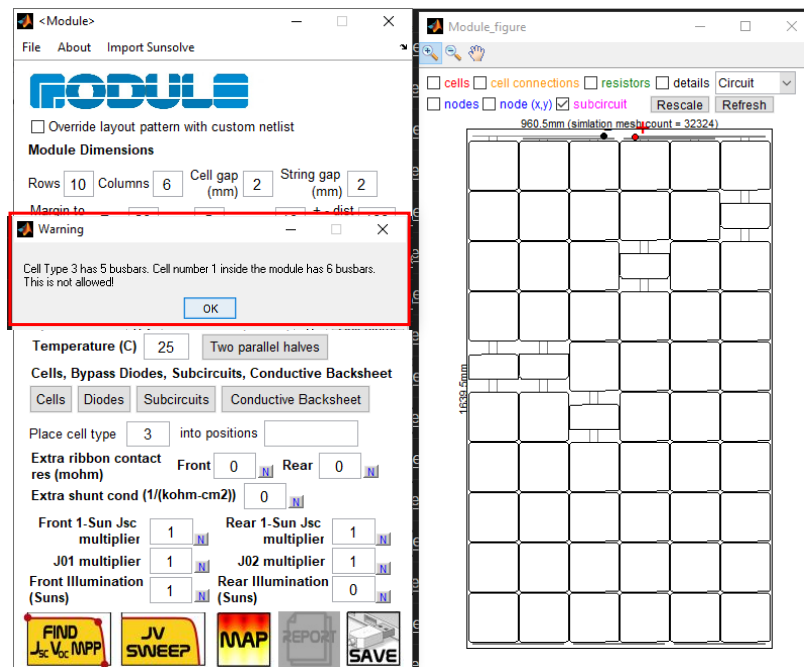 <Module>
File About Import Sunsolve
MODULE
Override layout pattern with custom netlist
Module Dimensions
Rows 10 Columns 6 Cell gap (mm) 2 String gap (mm) 2
Margin to
+ - dist
Warning
Cell Type 3 has 5 busbars. Cell number 1 inside the module has 6 busbars.
This is not allowed!
OK
Temperature (C) 25 Two parallel halves
Cells, Bypass Diodes, Subcircuits, Conductive Backsheet
Cells Diodes Subcircuits Conductive Backsheet
Place cell type 3 into positions
Extra ribbon contact res (mohm) Front 0 N Rear 0 N
Extra shunt cond (1/(kohm-cm2)) 0 N
Front 1-Sun Jsc multiplier 1 N Rear 1-Sun Jsc multiplier 1 N
J01 multiplier 1 N J02 multiplier 1 N
Front Illumination (Suns) 1 N Rear Illumination (Suns) 0 N
FIND Jsc Voc MPP
JV SWEEP
MAP
REPORT
SAVE
Module_figure
cells cell connections resistors details Circuit
nodes node (x,y) subcircuit Rescale Refresh
960.5mm (simlation mesh count = 32324)
- +
1639.5mm